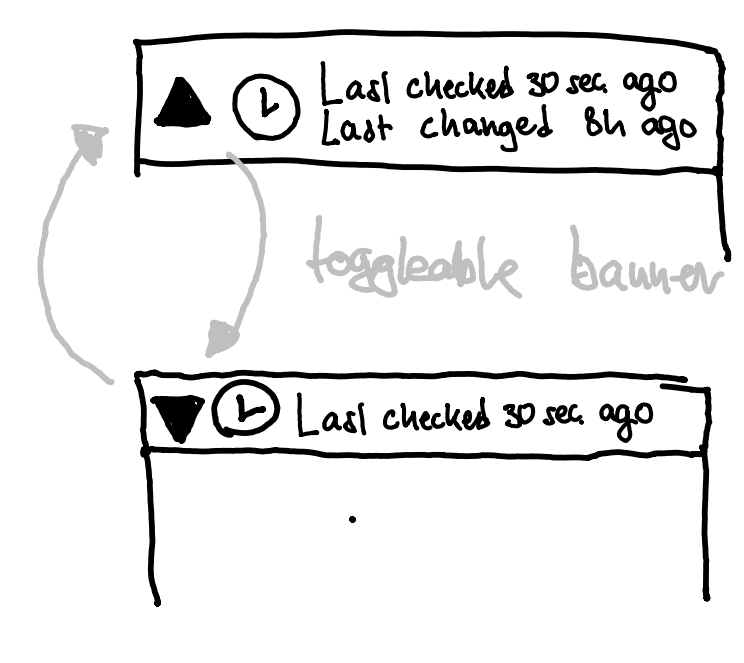 Last checked 30 sec. ago
Last changed 8h ago
toggleable banner
Last checked 30 sec. ago